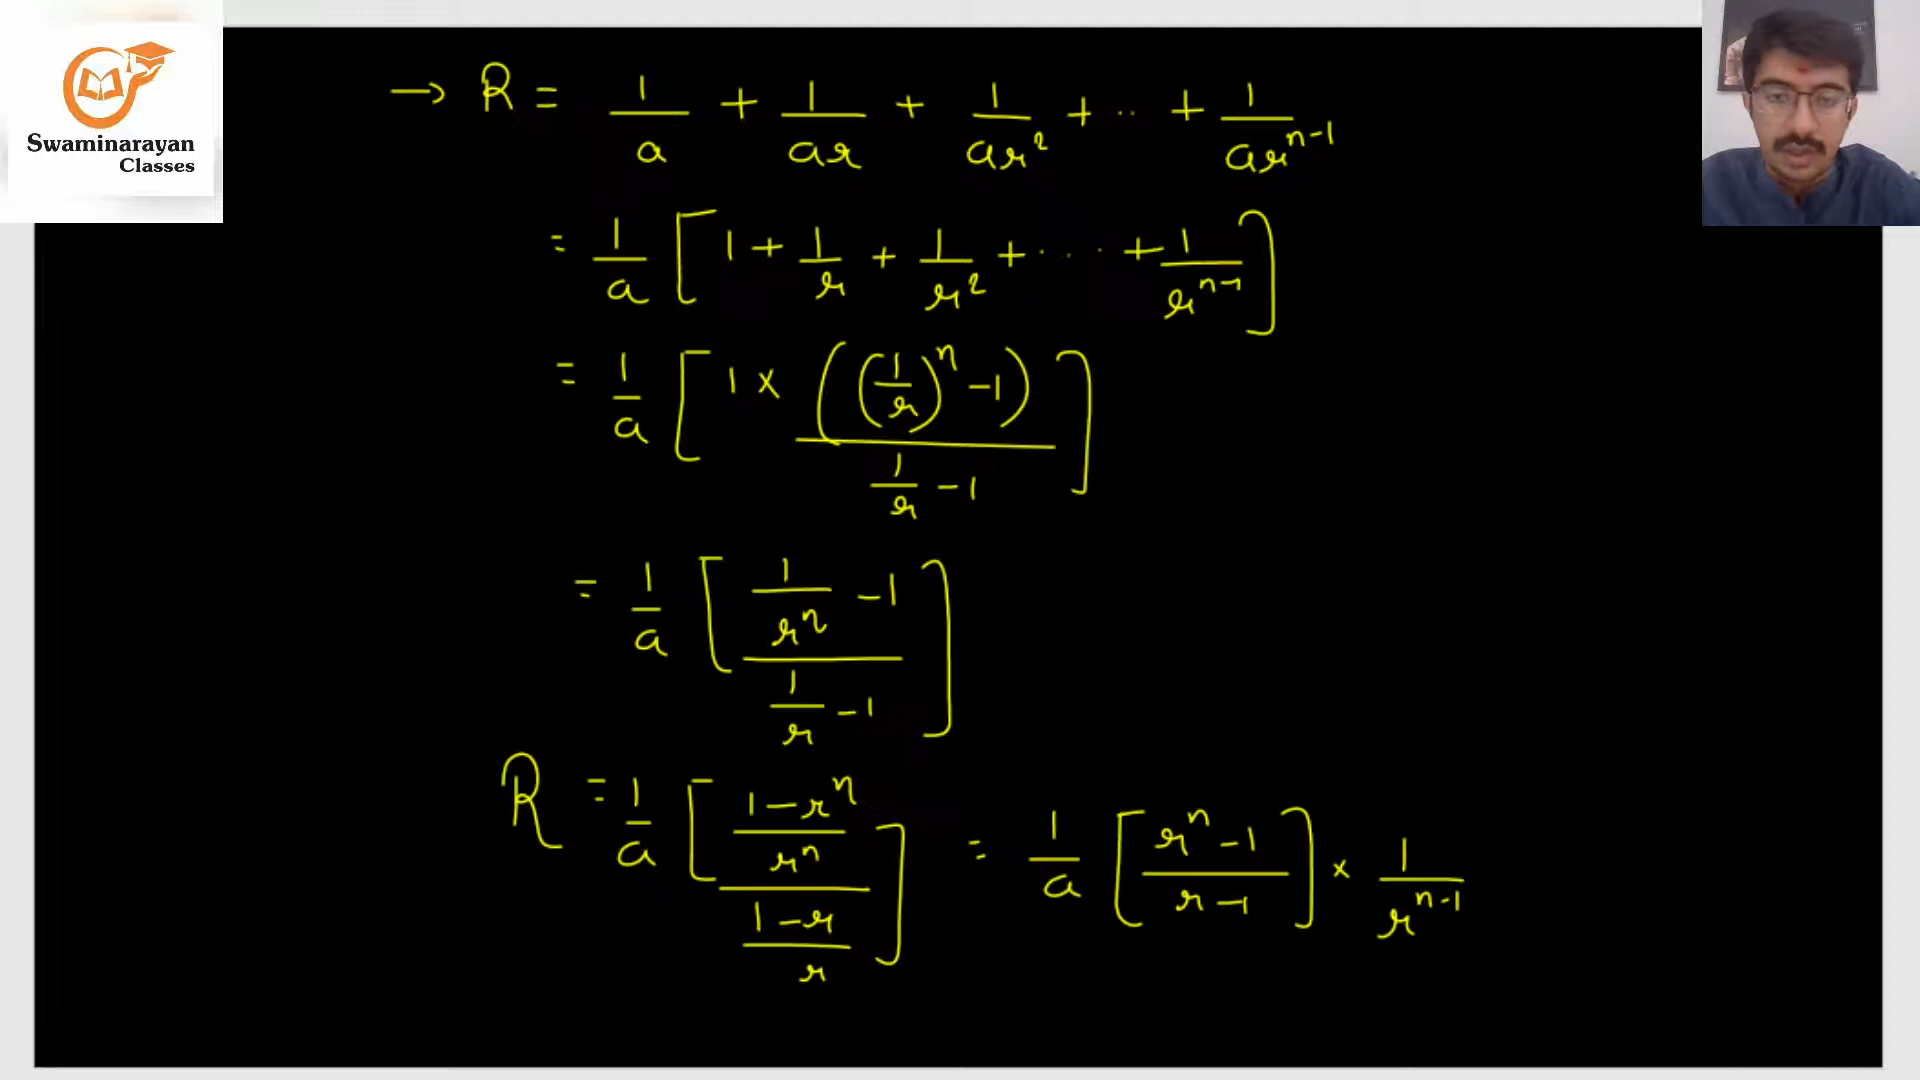 Swaminarayan
Classes
→ R = 1/a + 1/ar + 1/ar² + ·· + 1/ar^(n-1)
= 1/a [ 1 + 1/r + 1/r² + ···· + 1/r^(n-1) ]
= 1/a [ 1 × ((1/r)^n - 1) / (1/r - 1) ]
= 1/a [ (1/r^n - 1) / (1/r - 1) ]
R = 1/a [ ((1-r^n)/r^n) / ((1-r)/r) ] = 1/a [ (r^n - 1)/(r - 1) ] × 1/r^(n-1)